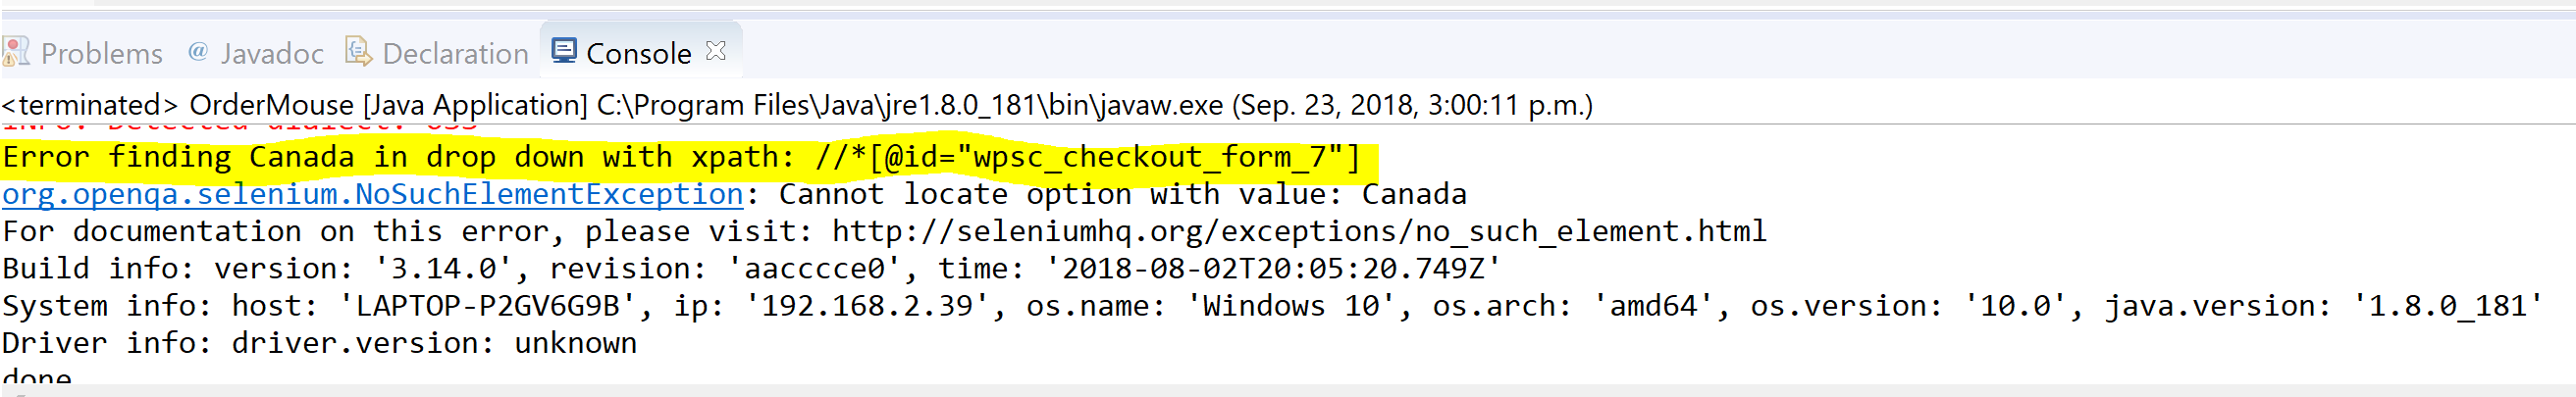 Problems @ Javadoc Declaration Console
<terminated> OrderMouse [Java Application] C:\Program Files\Java\jre1.8.0_181\bin\javaw.exe (Sep. 23, 2018, 3:00:11 p.m.)
INFO: Detected dialect: OSS
Error finding Canada in drop down with xpath: //*[@id="wpsc_checkout_form_7"]
org.openqa.selenium.NoSuchElementException: Cannot locate option with value: Canada
For documentation on this error, please visit: http://seleniumhq.org/exceptions/no_such_element.html
Build info: version: '3.14.0', revision: 'aacccce0', time: '2018-08-02T20:05:20.749Z'
System info: host: 'LAPTOP-P2GV6G9B', ip: '192.168.2.39', os.name: 'Windows 10', os.arch: 'amd64', os.version: '10.0', java.version: '1.8.0_181'
Driver info: driver.version: unknown
done